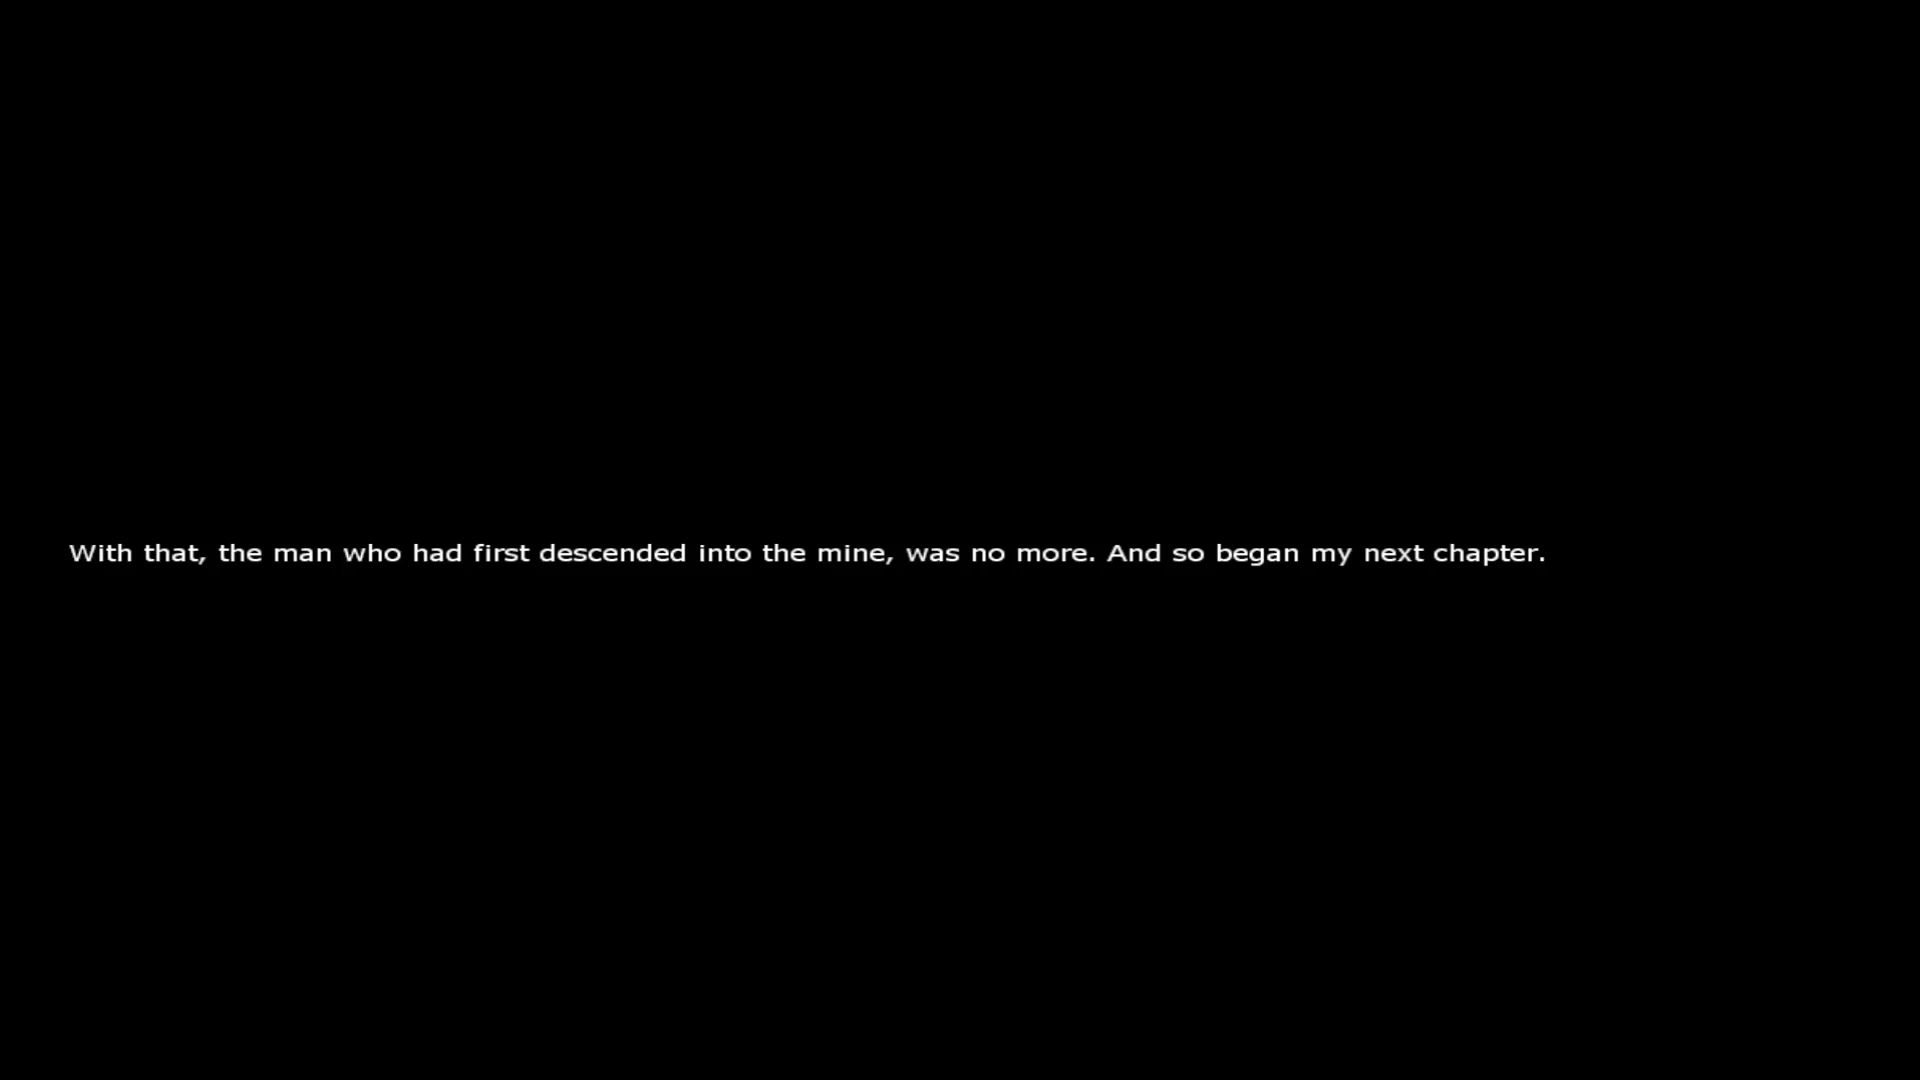 With that, the man who had first descended into the mine, was no more. And so began my next chapter.